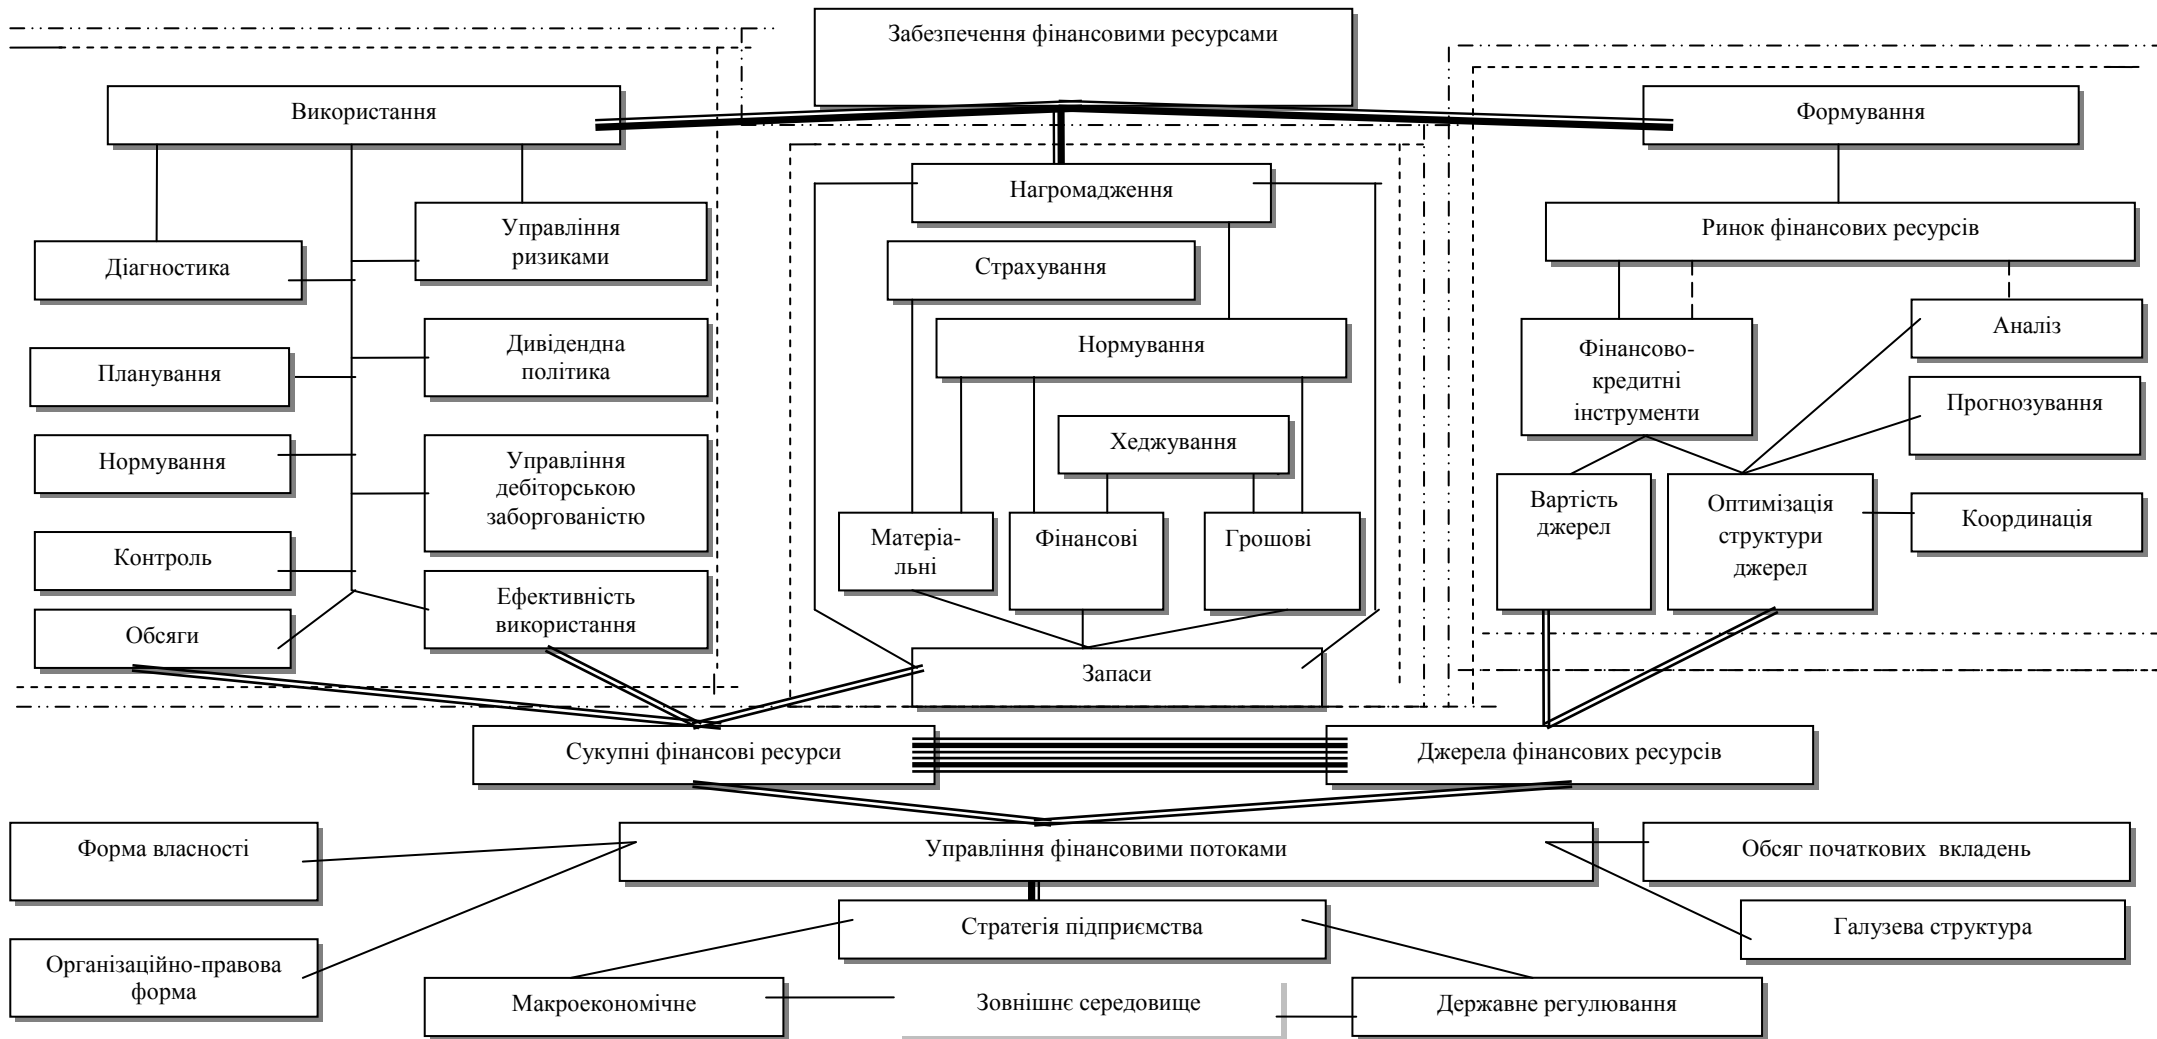 Забезпечення фінансовими ресурсами
Використання
Формування
Нагромадження
Управління
ризиками
Ринок фінансових ресурсів
Діагностика
Страхування
Аналіз
Дивідендна
політика
Нормування
Фінансово-
кредитні
інструменти
Планування
Прогнозування
Хеджування
Нормування
Управління
дебіторською
заборгованістю
Вартість
джерел
Оптимізація
структури
джерел
Координація
Матеріа-
льні
Фінансові
Грошові
Контроль
Ефективність
використання
Обсяги
Запаси
Сукупні фінансові ресурси
Джерела фінансових ресурсів
Форма власності
Управління фінансовими потоками
Обсяг початкових  вкладень
Стратегія підприємства
Галузева структура
Організаційно-правова
форма
Макроекономічне
Зовнішнє середовище
Державне регулювання